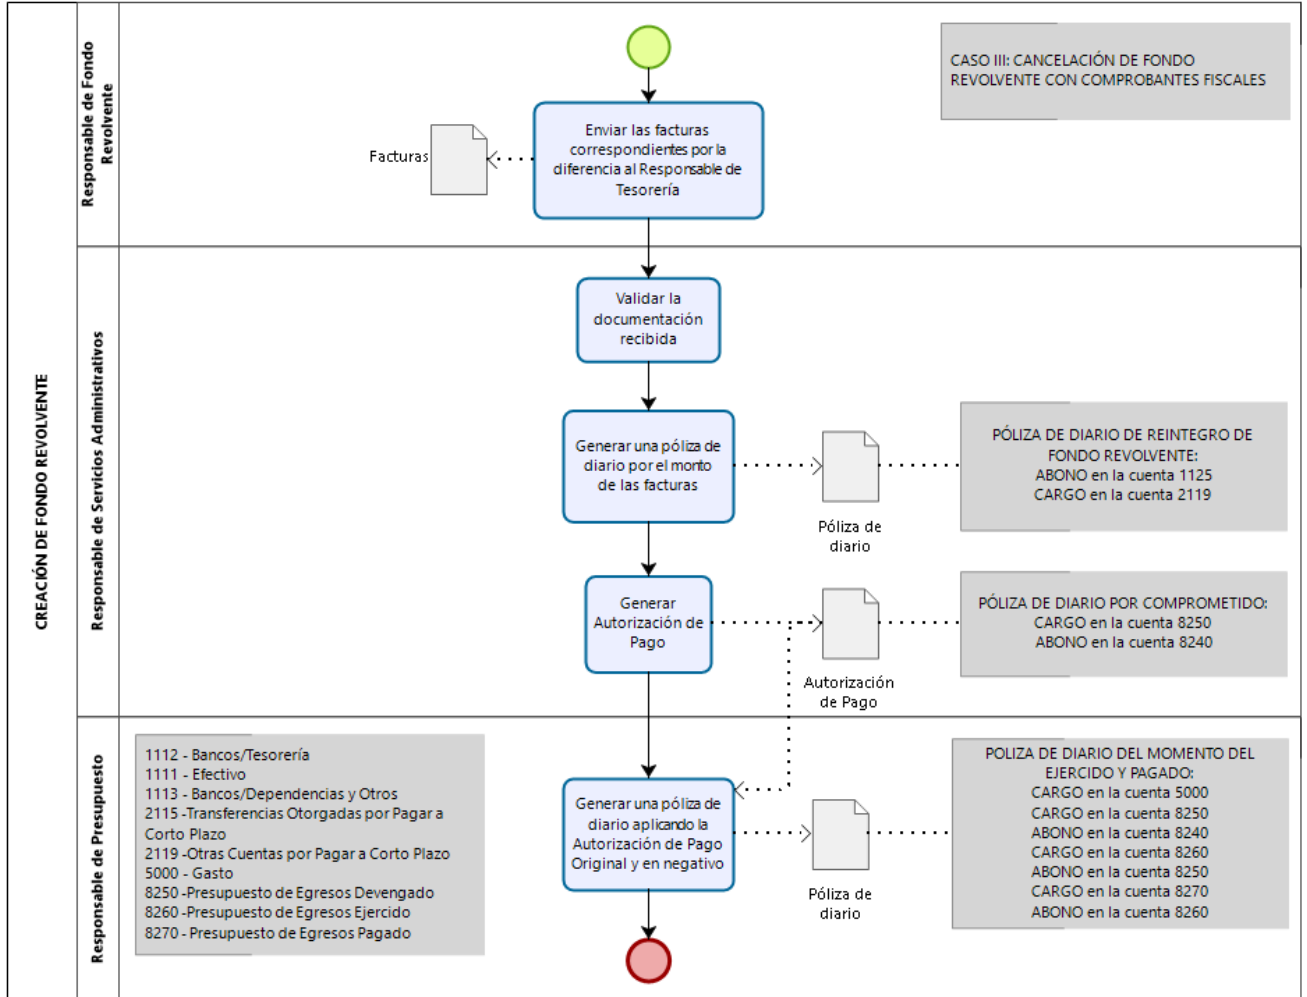 CREACIÓN DE FONDO REVOLVENTE
Responsable de Fondo
Revolvente
CASO III: CANCELACIÓN DE FONDO
REVOLVENTE CON COMPROBANTES FISCALES
Enviar las facturas
correspondientes por la
diferencia al Responsable de
Tesorería
Facturas
Responsable de Servicios Administrativos
Validar la
documentación
recibida
Generar una póliza de
diario por el monto
de las facturas
Póliza de
diario
PÓLIZA DE DIARIO DE REINTEGRO DE
FONDO REVOLVENTE:
ABONO en la cuenta 1125
CARGO en la cuenta 2119
Generar
Autorización de
Pago
Autorización
de Pago
PÓLIZA DE DIARIO POR COMPROMETIDO:
CARGO en la cuenta 8250
ABONO en la cuenta 8240
Responsable de Presupuesto
1112 - Bancos/Tesorería
1111 - Efectivo
1113 - Bancos/Dependencias y Otros
2115 -Transferencias Otorgadas por Pagar a
Corto Plazo
2119 -Otras Cuentas por Pagar a Corto Plazo
5000 - Gasto
8250 -Presupuesto de Egresos Devengado
8260 -Presupuesto de Egresos Ejercido
8270 - Presupuesto de Egresos Pagado
Generar una póliza de
diario aplicando la
Autorización de Pago
Original y en negativo
Póliza de
diario
POLIZA DE DIARIO DEL MOMENTO DEL
EJERCIDO Y PAGADO:
CARGO en la cuenta 5000
CARGO en la cuenta 8250
ABONO en la cuenta 8240
CARGO en la cuenta 8260
ABONO en la cuenta 8250
CARGO en la cuenta 8270
ABONO en la cuenta 8260